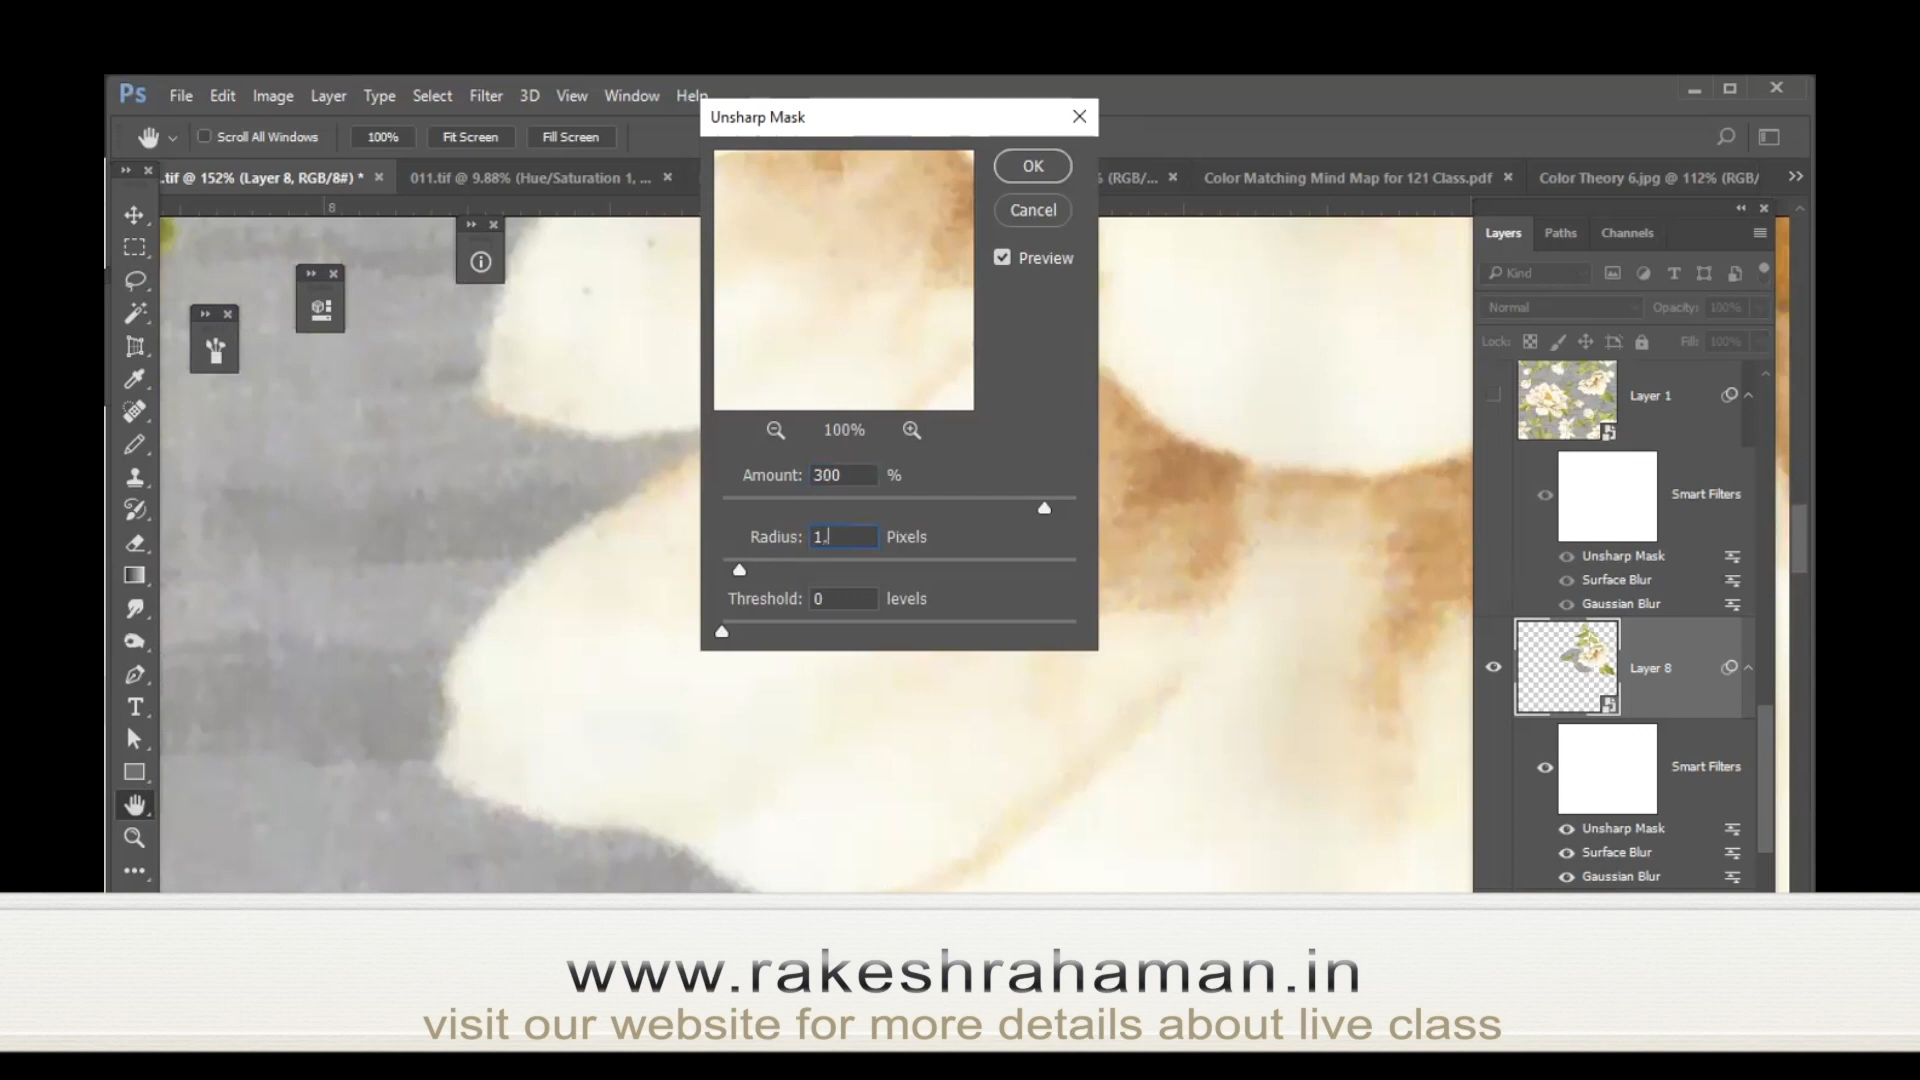 Ps File Edit Image Layer Type Select Filter 3D View Window Help
Scroll All Windows 100% Fit Screen Fill Screen
.tif @ 152% (Layer 8, RGB/8#) * 011.tif @ 9.88% (Hue/Saturation 1, ... % (RGB/... Color Matching Mind Map for 121 Class.pdf Color Theory 6.jpg @ 112% (RGB/
8
Unsharp Mask
OK
Cancel
Preview
100%
Amount: 300 %
Radius: 1. Pixels
Threshold: 0 levels
Layers Paths Channels
Kind
Normal Opacity: 100%
Lock: Fill: 100%
Layer 1
Smart Filters
Unsharp Mask
Surface Blur
Gaussian Blur
Layer 8
Smart Filters
Unsharp Mask
Surface Blur
Gaussian Blur
www.rakeshrahaman.in
visit our website for more details about live class